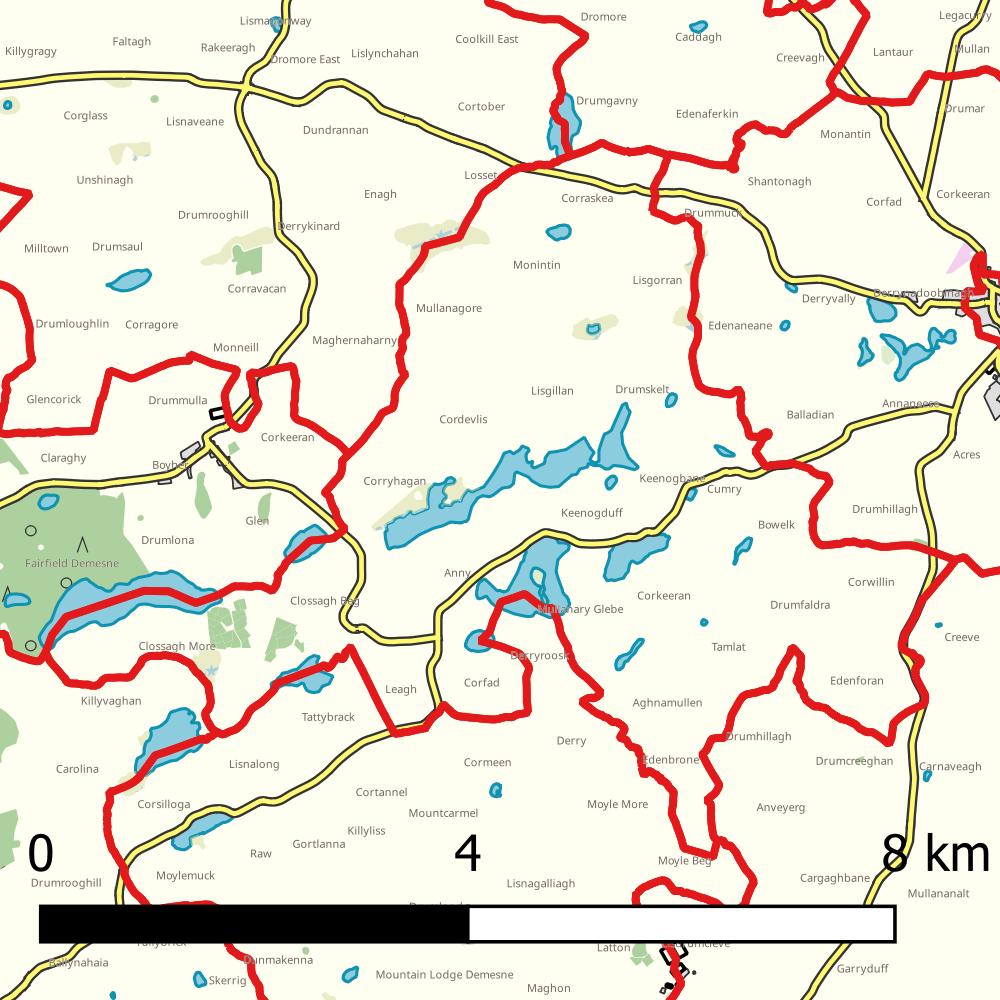 Lismagonway
Dromore
Legacurry
Killygragy
Faltagh
Rakeeragh
Dromore East
Lislynchahan
Coolkill East
Caddagh
Creevagh
Lantaur
Mullan
Corglass
Lisnaveane
Dundrannan
Cortober
Drumgavny
Edenaferkin
Monantin
Drumar
Unshinagh
Enagh
Losset
Corraskea
Shantonagh
Corfad
Corkeeran
Drumrooghill
Derrykinard
Drummuck
Milltown
Drumsaul
Monintin
Lisgorran
Corravacan
Derryvally
Mullanagore
Drumloughlin
Corragore
Monneill
Maghernaharny
Edenaneane
Glencorick
Drummulla
Lisgillan
Drumskelt
Balladian
Annaneese
Corkeeran
Cordevlis
Claraghy
Boyher
Corryhagan
Keenogbane
Cumry
Acres
Glen
Keenogduff
Bowelk
Drumhillagh
Drumlona
Fairfield Demesne
Anny
Corwillin
Clossagh Beg
Mullanary Glebe
Corkeeran
Drumfaldra
Creeve
Clossagh More
Derryroosk
Tamlat
Killyvaghan
Leagh
Corfad
Edenforan
Tattybrack
Aghnamullen
Derry
Drumhillagh
Carolina
Lisnalong
Cormeen
Edenbrone
Drumcreeghan
Carnaveagh
Corsilloga
Cortannel
Mountcarmel
Moyle More
Anveyerg
Killyliss
Gortlanna
Raw
0 4 8 km
Drumrooghill
Moylemuck
Lisnagalliagh
Moyle Beg
Cargaghbane
Mullananalt
Latton
Ballynahaia
Dunmakenna
Skerrig
Mountain Lodge Demesne
Maghon
Garryduff